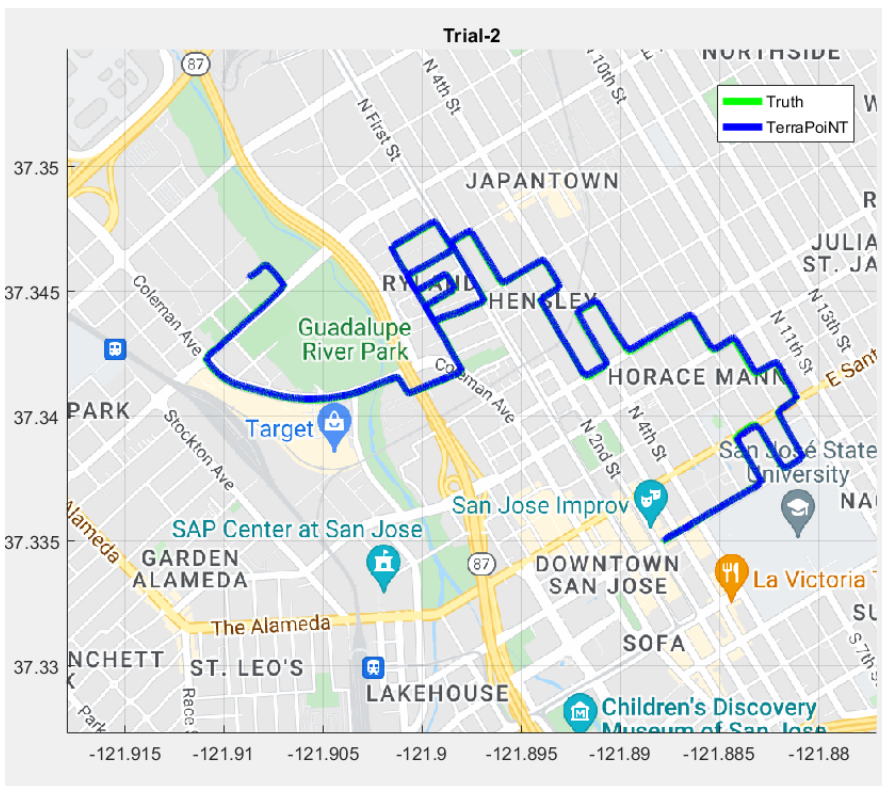 Trial-2
Truth
TerraPoiNT
NORTHSIDE
87
N 4th St
N 10th St
N First St
W
JAPANTOWN
R
JULIA
ST. JA
Coleman Ave
RYLAND
HENSLEY
N 11th St
N 13th St
Guadalupe
River Park
Coleman Ave
HORACE MANN
E Sant
PARK
Target
Stockton Ave
N 2nd St
N 4th St
San José State
University
San Jose Improv
NA
SAP Center at San Jose
Alameda
GARDEN
ALAMEDA
87
DOWNTOWN
SAN JOSE
La Victoria T
The Alameda
SU
SOFA
S 7th S
NCHETT
K
ST. LEO'S
LAKEHOUSE
Race S
Park
Children's Discovery
Museum of San Jose
37.35
37.345
37.34
37.335
37.33
-121.915
-121.91
-121.905
-121.9
-121.895
-121.89
-121.885
-121.88